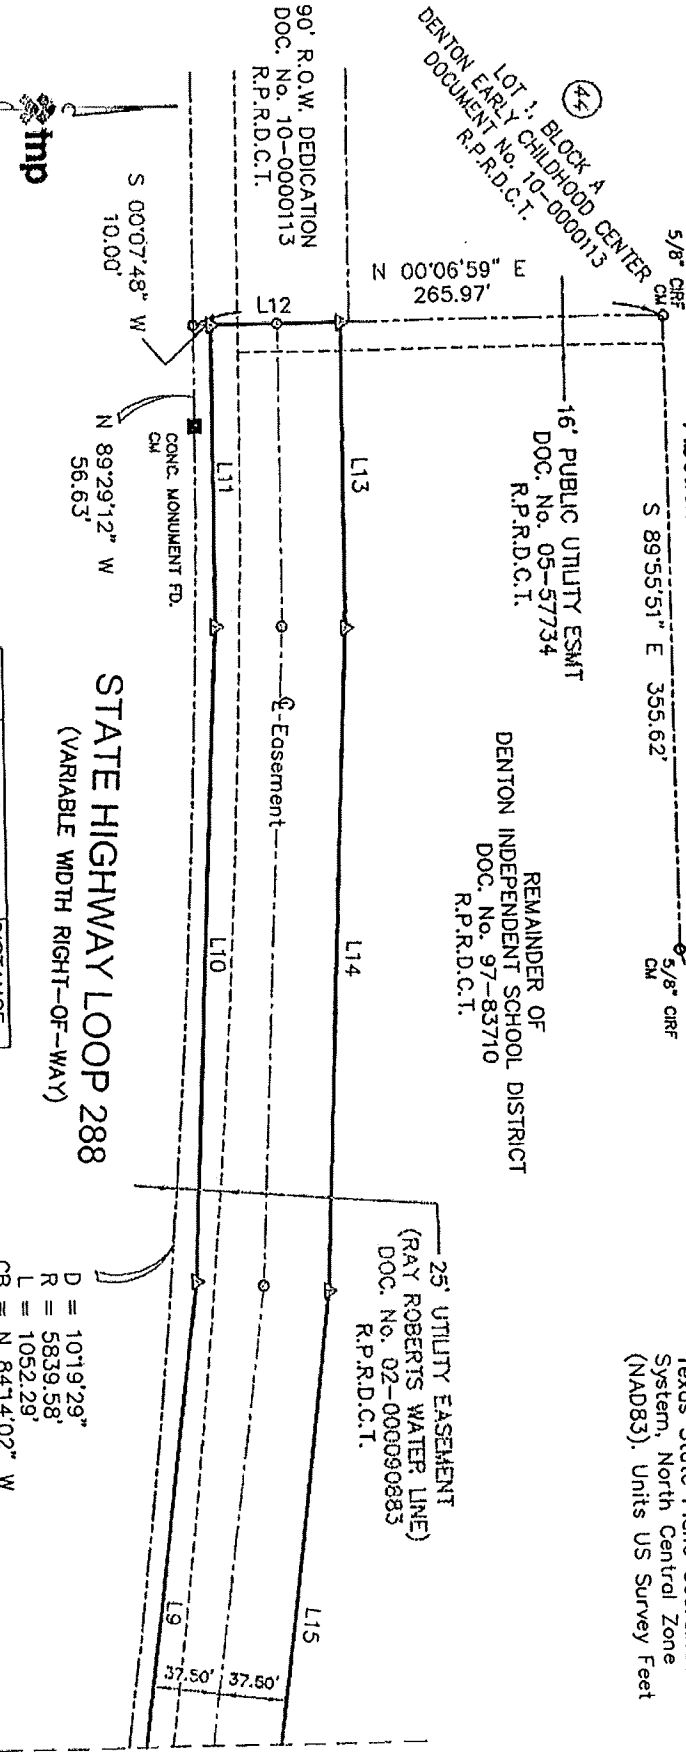 44
LOT 1, BLOCK A
DENTON EARLY CHILDHOOD CENTER
DOCUMENT No. 10-0000113
R.P.R.D.C.T.
5/8" CIRF
CM
S 89°55'51" E 355.62'
5/8" CIRF
CM
System, North Central Zone
(NAD83). Units US Survey Feet
N 00°06'59" E
265.97'
16' PUBLIC UTILITY ESMT
DOC. No. 05-57734
R.P.R.D.C.T.
REMAINDER OF
DENTON INDEPENDENT SCHOOL DISTRICT
DOC. No. 97-83710
R.P.R.D.C.T.
25' UTILITY EASEMENT
(RAY ROBERTS WATER LINE)
DOC. No. 02-000090883
R.P.R.D.C.T.
90' R.O.W. DEDICATION
DOC. No. 10-0000113
R.P.R.D.C.T.
L12
L13
L14
L15
℄-Easement
37.50' 37.50'
L11
L10
L9
S 00°07'48" W
10.00'
CONC. MONUMENT FD.
CM
N 89°29'12" W
56.63'
STATE HIGHWAY LOOP 288
(VARIABLE WIDTH RIGHT-OF-WAY)
D = 10°19'29"
R = 5839.58'
L = 1052.29'
CB = N 84°14'02" W
tnp